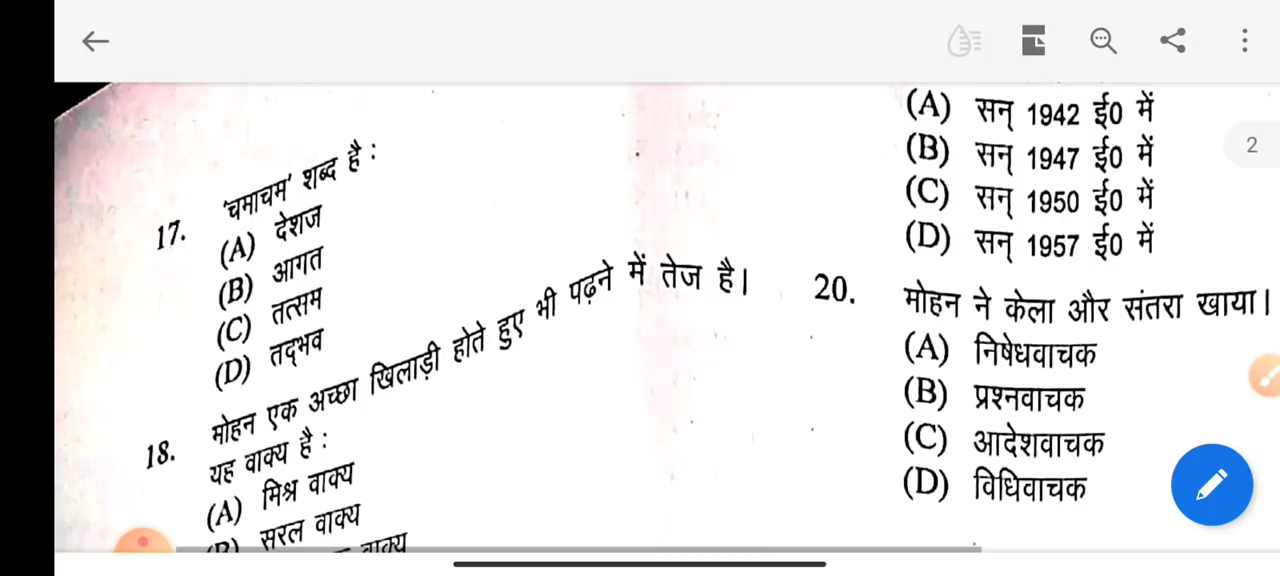 17. 'चमाचम' शब्द है :
(A) देशज
(B) आगत
(C) तत्सम
(D) तद्भव
18. मोहन एक अच्छा खिलाड़ी होते हुए भी पढ़ने में तेज है।
यह वाक्य है :
(A) मिश्र वाक्य
(B) सरल वाक्य
वाक्य
(A) सन् 1942 ई0 में
(B) सन् 1947 ई0 में
(C) सन् 1950 ई0 में
(D) सन् 1957 ई0 में
2
20. मोहन ने केला और संतरा खाया।
(A) निषेधवाचक
(B) प्रश्नवाचक
(C) आदेशवाचक
(D) विधिवाचक